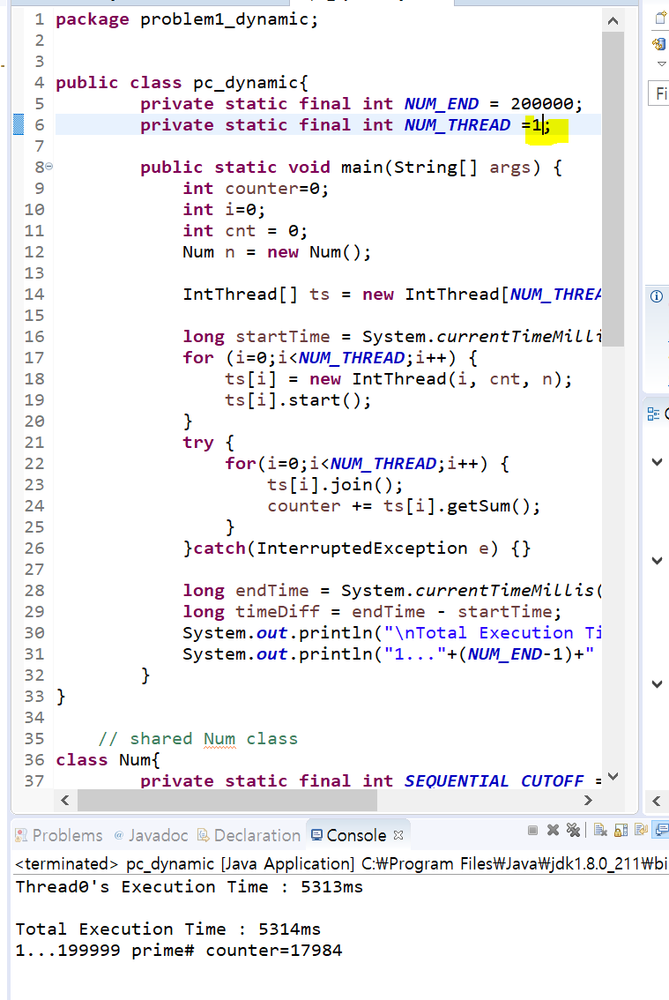 1 package problem1_dynamic;
2
3
4 public class pc_dynamic{
5 private static final int NUM_END = 200000;
6 private static final int NUM_THREAD =1;
7
8 public static void main(String[] args) {
9 int counter=0;
10 int i=0;
11 int cnt = 0;
12 Num n = new Num();
13
14 IntThread[] ts = new IntThread[NUM_THREA
15
16 long startTime = System.currentTimeMilli
17 for (i=0;i<NUM_THREAD;i++) {
18 ts[i] = new IntThread(i, cnt, n);
19 ts[i].start();
20 }
21 try {
22 for(i=0;i<NUM_THREAD;i++) {
23 ts[i].join();
24 counter += ts[i].getSum();
25 }
26 }catch(InterruptedException e) {}
27
28 long endTime = System.currentTimeMillis(
29 long timeDiff = endTime - startTime;
30 System.out.println("\nTotal Execution Ti
31 System.out.println("1..."+(NUM_END-1)+"
32 }
33 }
34
35 // shared Num class
36 class Num{
37 private static final int SEQUENTIAL_CUTOFF =
Fi
Problems @ Javadoc Declaration Console
<terminated> pc_dynamic [Java Application] C:₩Program Files₩Java₩jdk1.8.0_211₩bi
Thread0's Execution Time : 5313ms

Total Execution Time : 5314ms
1...199999 prime# counter=17984